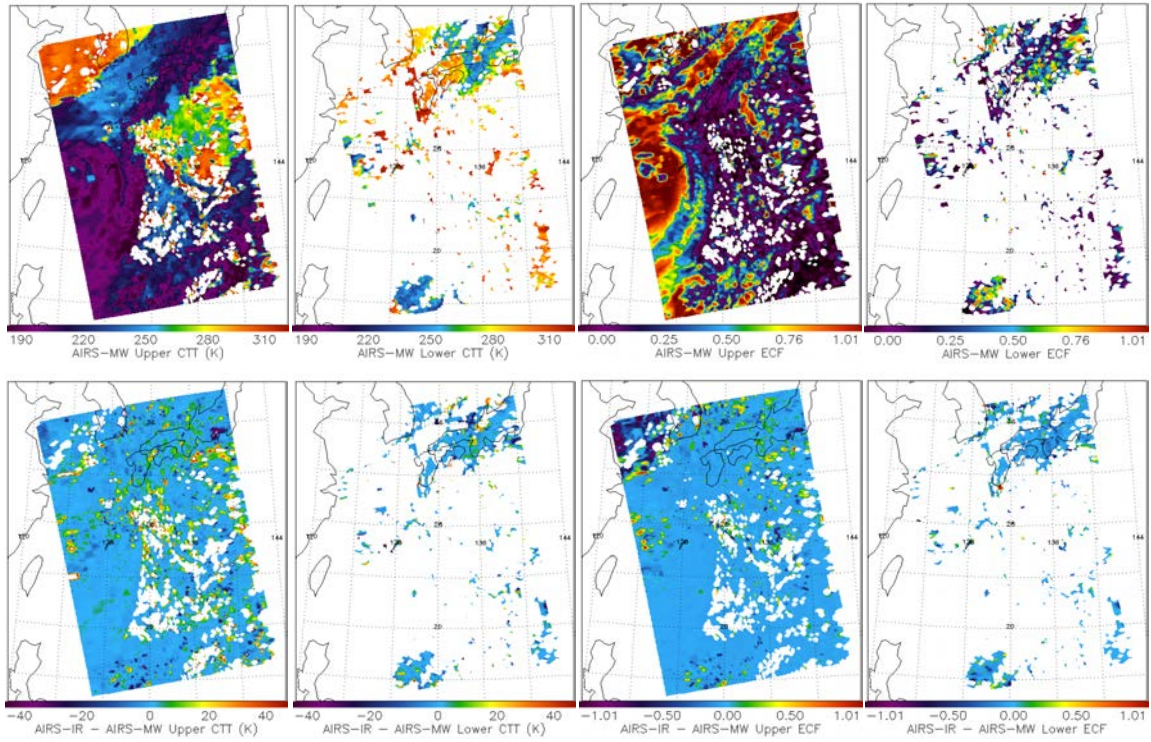 190 220 250 280 310
AIRS-MW Upper CTT (K)
190 220 250 280 310
AIRS-MW Lower CTT (K)
0.00 0.25 0.50 0.76 1.01
AIRS-MW Upper ECF
0.00 0.25 0.50 0.76 1.01
AIRS-MW Lower ECF
-40 -20 0 20 40
AIRS-IR - AIRS-MW Upper CTT (K)
-40 -20 0 20 40
AIRS-IR - AIRS-MW Lower CTT (K)
-1.01 -0.50 0.00 0.50 1.01
AIRS-IR - AIRS-MW Upper ECF
-1.01 -0.50 0.00 0.50 1.01
AIRS-IR - AIRS-MW Lower ECF